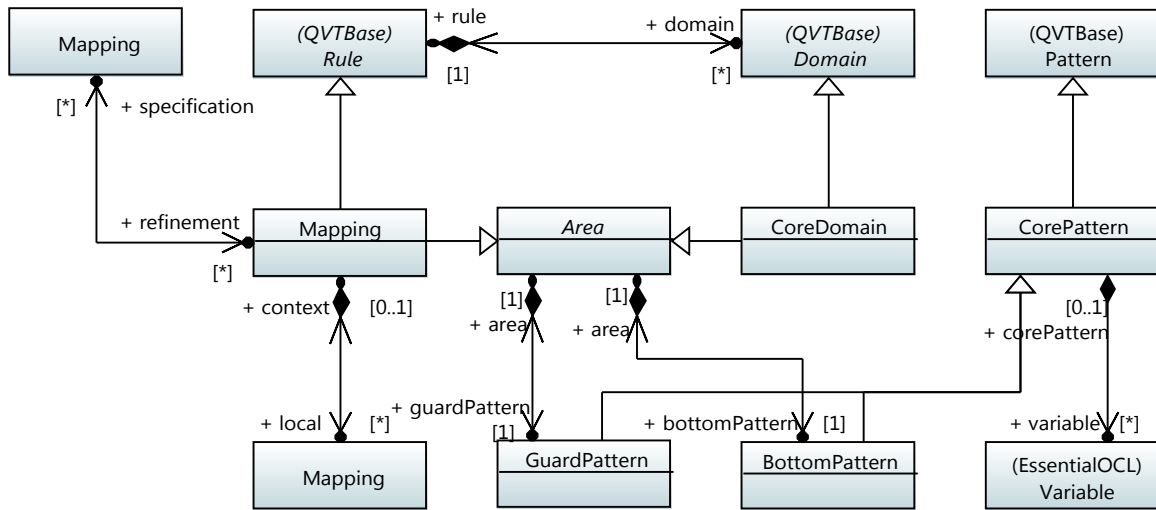 Mapping
(QVTBase)
Rule
+ rule
[1]
+ domain
[*]
(QVTBase)
Domain
(QVTBase)
Pattern
[*]
+ specification
+ refinement
[*]
Mapping
Area
CoreDomain
CorePattern
+ context
[0..1]
[1]
+ area
[1]
+ area
[0..1]
+ corePattern
+ local
[*]
+ guardPattern
[1]
+ bottomPattern
[1]
+ variable
[*]
Mapping
GuardPattern
BottomPattern
(EssentialOCL)
Variable